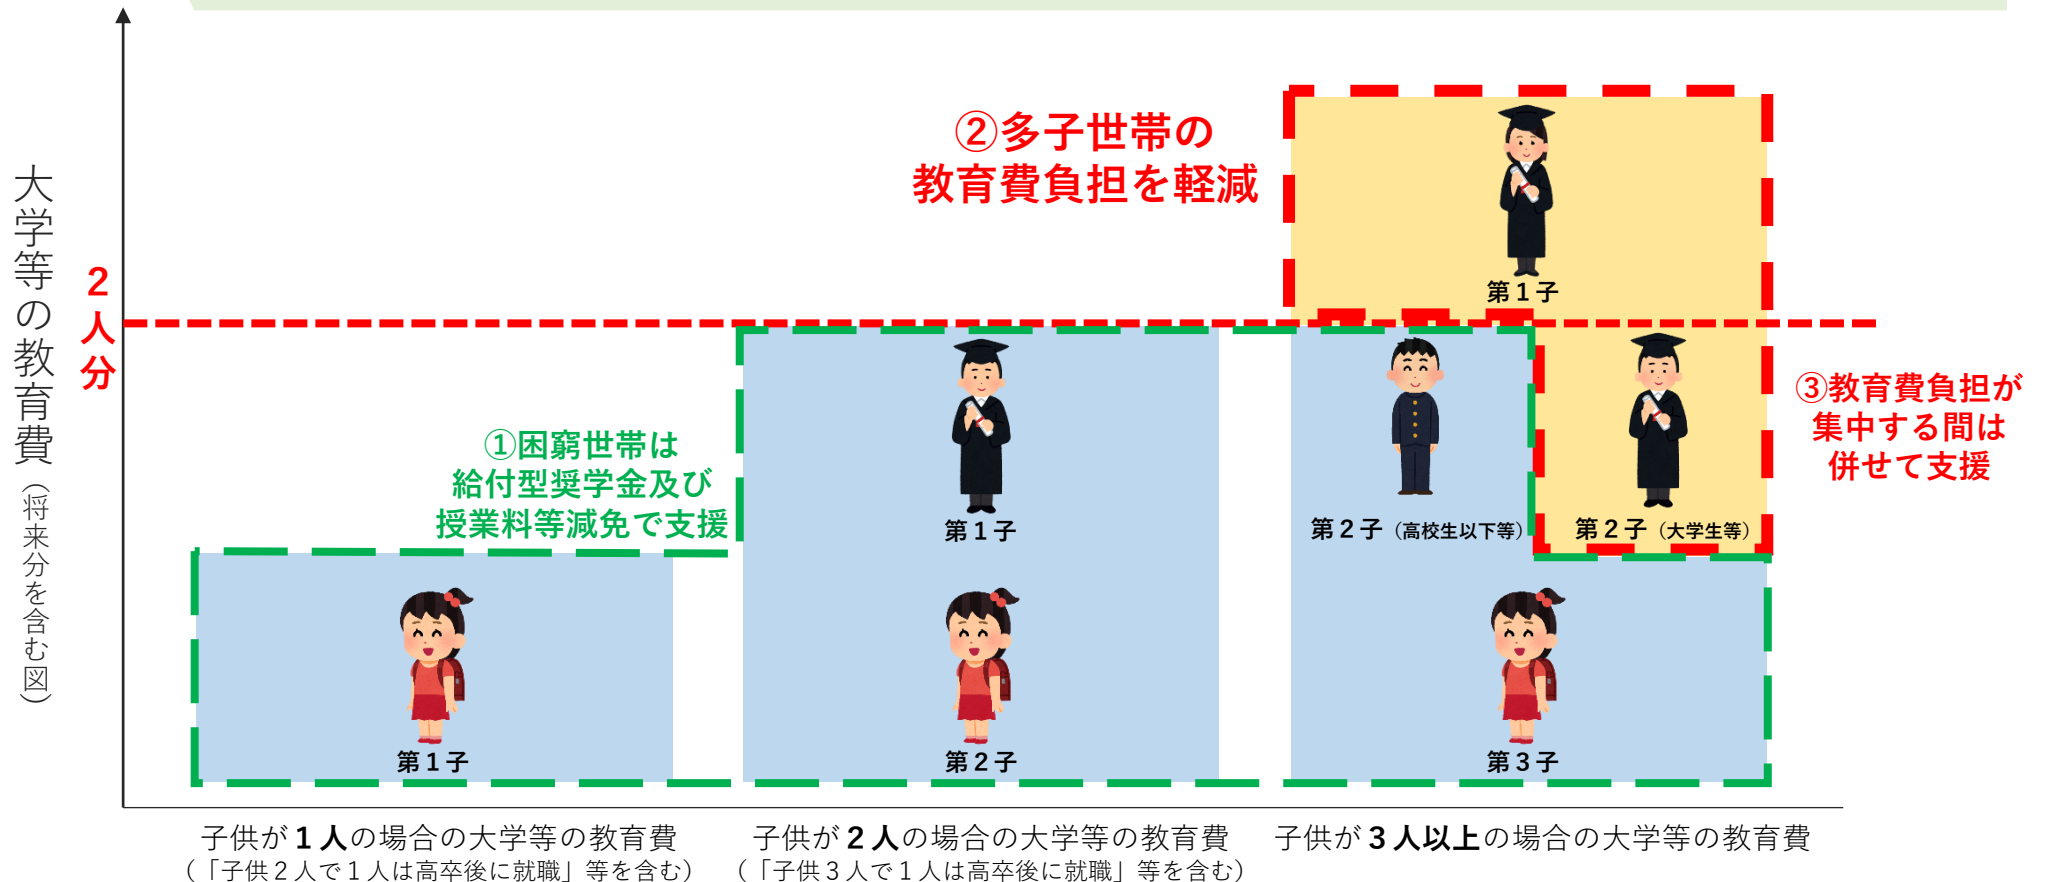 大学等の教育費（将来分を含む図）
2人分
②多子世帯の
教育費負担を軽減
第１子
①困窮世帯は
給付型奨学金及び
授業料等減免で支援
第１子
第２子（高校生以下等）
第２子（大学生等）
③教育費負担が
集中する間は
併せて支援
第１子
第２子
第３子
子供が１人の場合の大学等の教育費
（「子供２人で１人は高卒後に就職」等を含む）
子供が２人の場合の大学等の教育費
（「子供３人で１人は高卒後に就職」等を含む）
子供が３人以上の場合の大学等の教育費